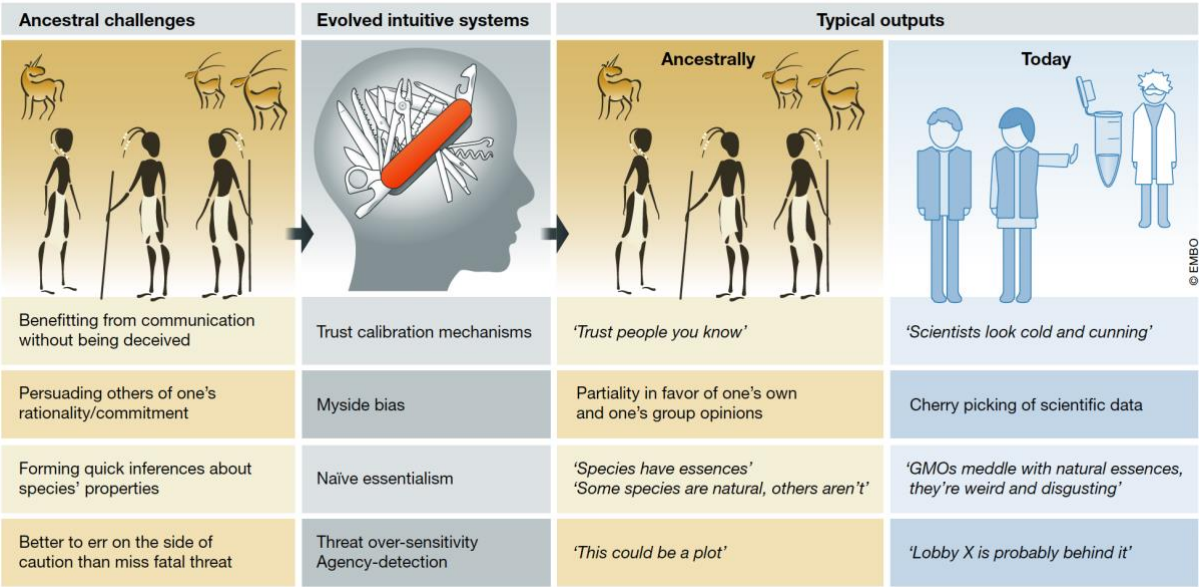 Ancestral challenges
Evolved intuitive systems
Typical outputs
Ancestrally
Today
© EMBO
Benefitting from communication
without being deceived
Trust calibration mechanisms
‘Trust people you know’
‘Scientists look cold and cunning’
Persuading others of one’s
rationality/commitment
Myside bias
Partiality in favor of one’s own
and one’s group opinions
Cherry picking of scientific data
Forming quick inferences about
species’ properties
Naïve essentialism
‘Species have essences’
‘Some species are natural, others aren’t’
‘GMOs meddle with natural essences,
they’re weird and disgusting’
Better to err on the side of
caution than miss fatal threat
Threat over-sensitivity
Agency-detection
‘This could be a plot’
‘Lobby X is probably behind it’